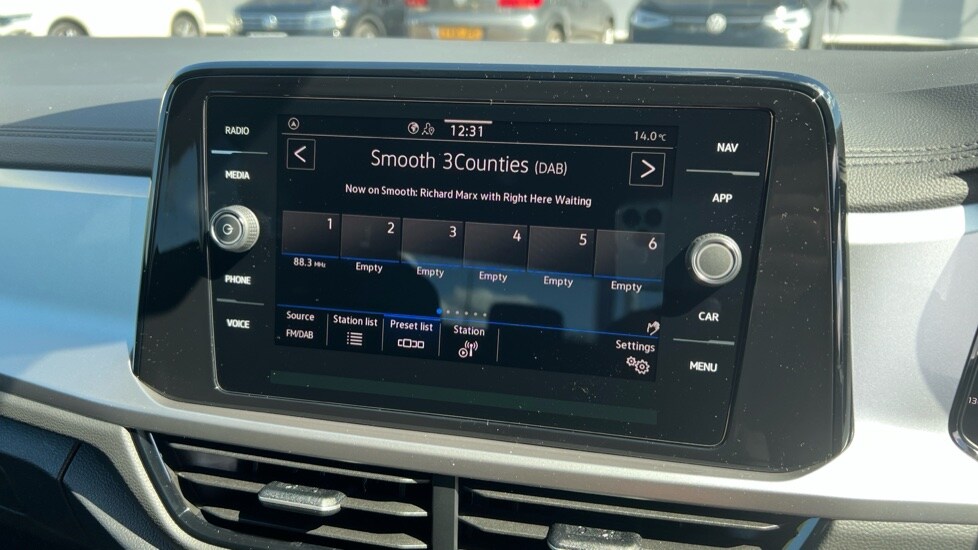 RADIO
MEDIA
PHONE
VOICE
12:31
14.0°C
Smooth 3Counties (DAB)
Now on Smooth: Richard Marx with Right Here Waiting
1 2 3 4 5 6
88.3 MHz Empty Empty Empty Empty Empty
Source Station list Preset list Station Settings
FM/DAB
NAV
APP
CAR
MENU